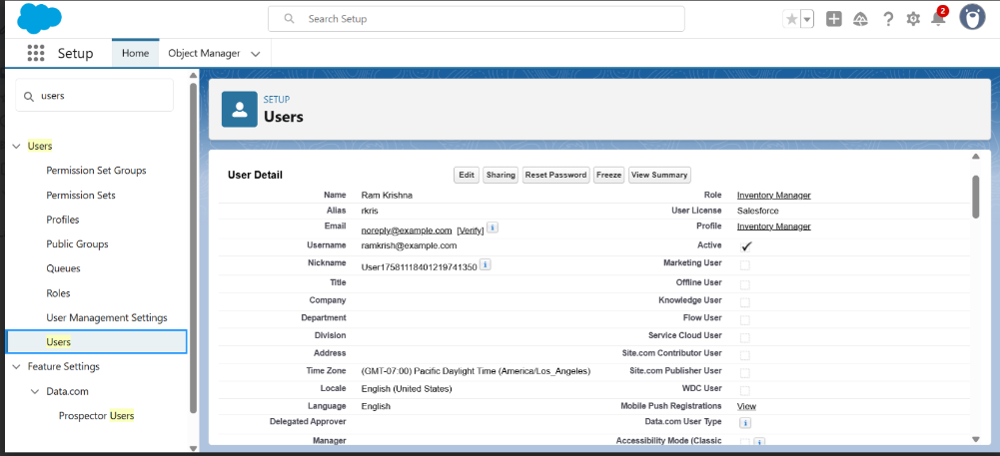 Search Setup
2
Setup
Home
Object Manager
users
Users
Permission Set Groups
Permission Sets
Profiles
Public Groups
Queues
Roles
User Management Settings
Users
Feature Settings
Data.com
Prospector Users
SETUP
Users
User Detail
Edit Sharing Reset Password Freeze View Summary
Name Ram Krishna Role Inventory Manager
Alias rkris User License Salesforce
Email noreply@example.com [Verify] i Profile Inventory Manager
Username ramkrish@example.com Active ✓
Nickname User17581118401219741350 i Marketing User
Title Offline User
Company Knowledge User
Department Flow User
Division Service Cloud User
Address Site.com Contributor User
Time Zone (GMT-07:00) Pacific Daylight Time (America/Los_Angeles) Site.com Publisher User
Locale English (United States) WDC User
Language English Mobile Push Registrations View
Delegated Approver Data.com User Type i
Manager Accessibility Mode (Classic i